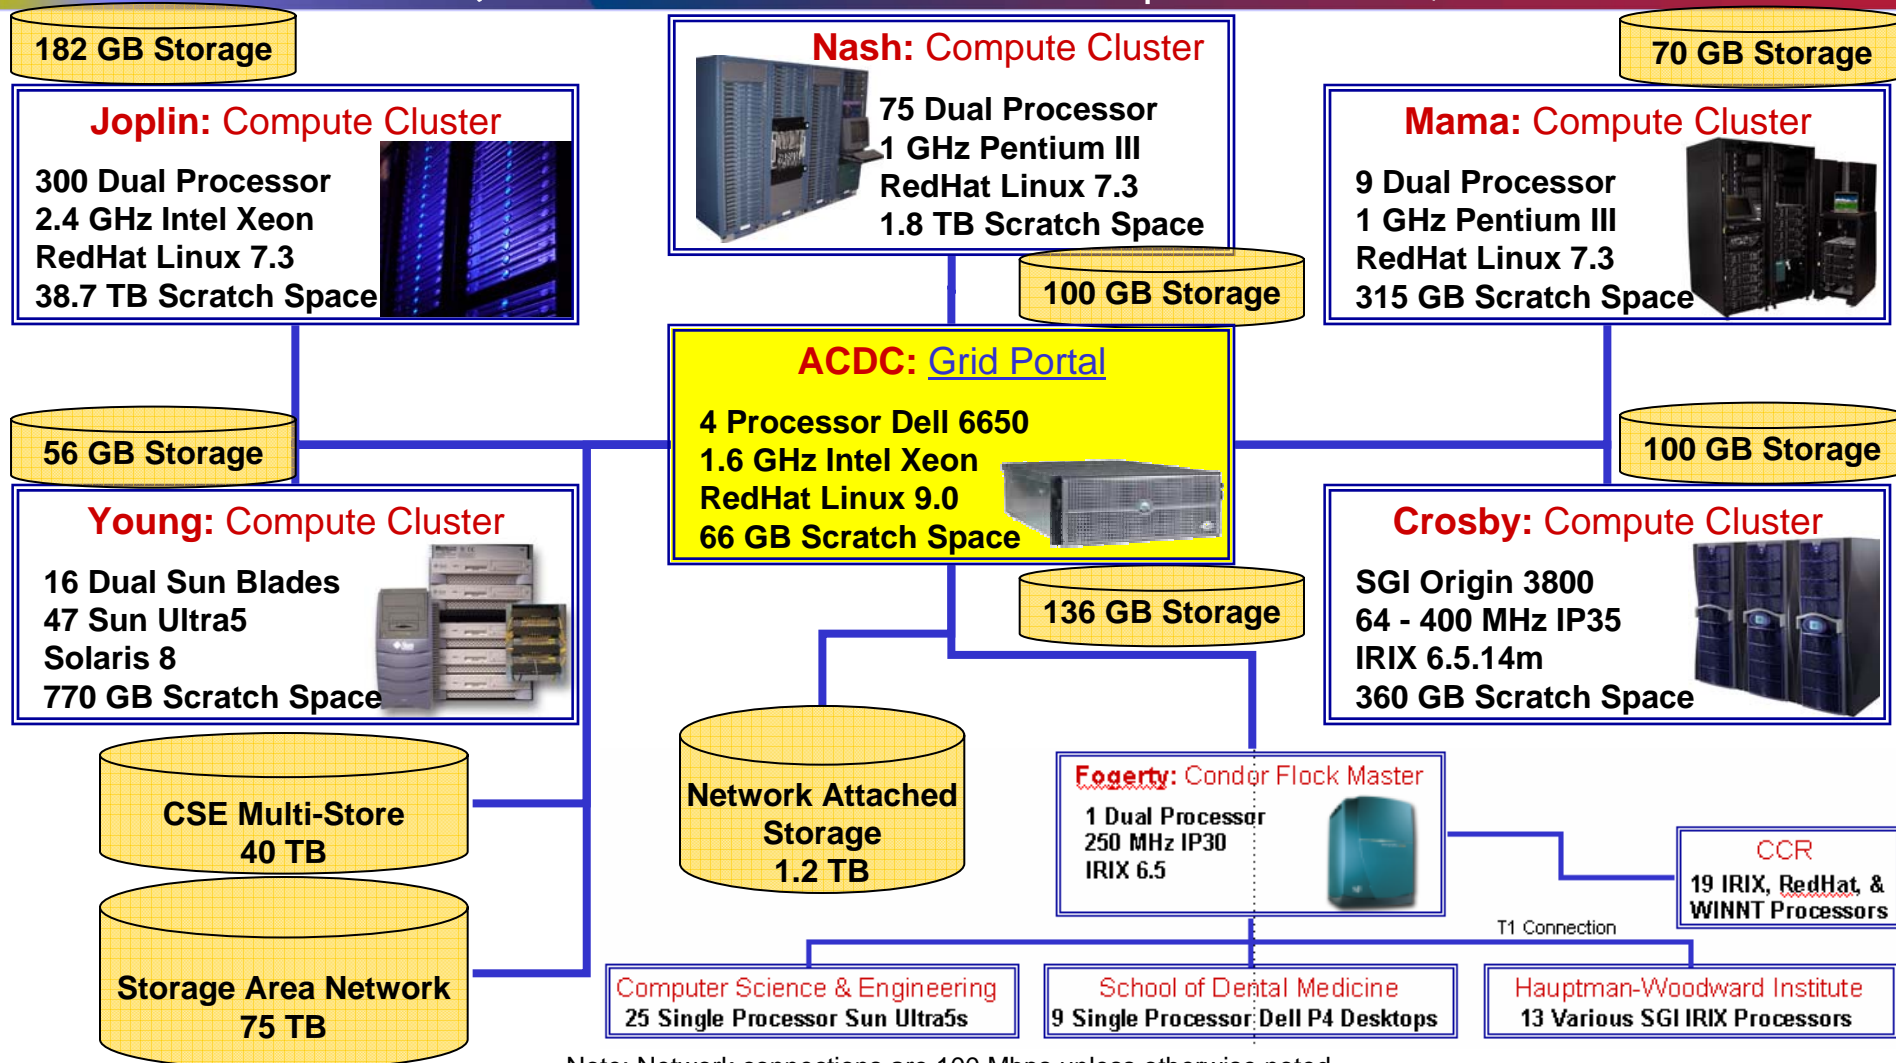 182 GB Storage
Joplin: Compute Cluster
300 Dual Processor
2.4 GHz Intel Xeon
RedHat Linux 7.3
38.7 TB Scratch Space
Nash: Compute Cluster
75 Dual Processor
1 GHz Pentium III
RedHat Linux 7.3
1.8 TB Scratch Space
70 GB Storage
Mama: Compute Cluster
9 Dual Processor
1 GHz Pentium III
RedHat Linux 7.3
315 GB Scratch Space
100 GB Storage
ACDC: Grid Portal
4 Processor Dell 6650
1.6 GHz Intel Xeon
RedHat Linux 9.0
66 GB Scratch Space
56 GB Storage
Young: Compute Cluster
16 Dual Sun Blades
47 Sun Ultra5
Solaris 8
770 GB Scratch Space
100 GB Storage
Crosby: Compute Cluster
SGI Origin 3800
64 - 400 MHz IP35
IRIX 6.5.14m
360 GB Scratch Space
136 GB Storage
CSE Multi-Store
40 TB
Storage Area Network
75 TB
Network Attached
Storage
1.2 TB
Fogerty: Condor Flock Master
1 Dual Processor
250 MHz IP30
IRIX 6.5
CCR
19 IRIX, RedHat, &
WINNT Processors
T1 Connection
Computer Science & Engineering
25 Single Processor Sun Ultra5s
School of Dental Medicine
9 Single Processor Dell P4 Desktops
Hauptman-Woodward Institute
13 Various SGI IRIX Processors
Note: Network connections are 100 Mbps unless otherwise noted